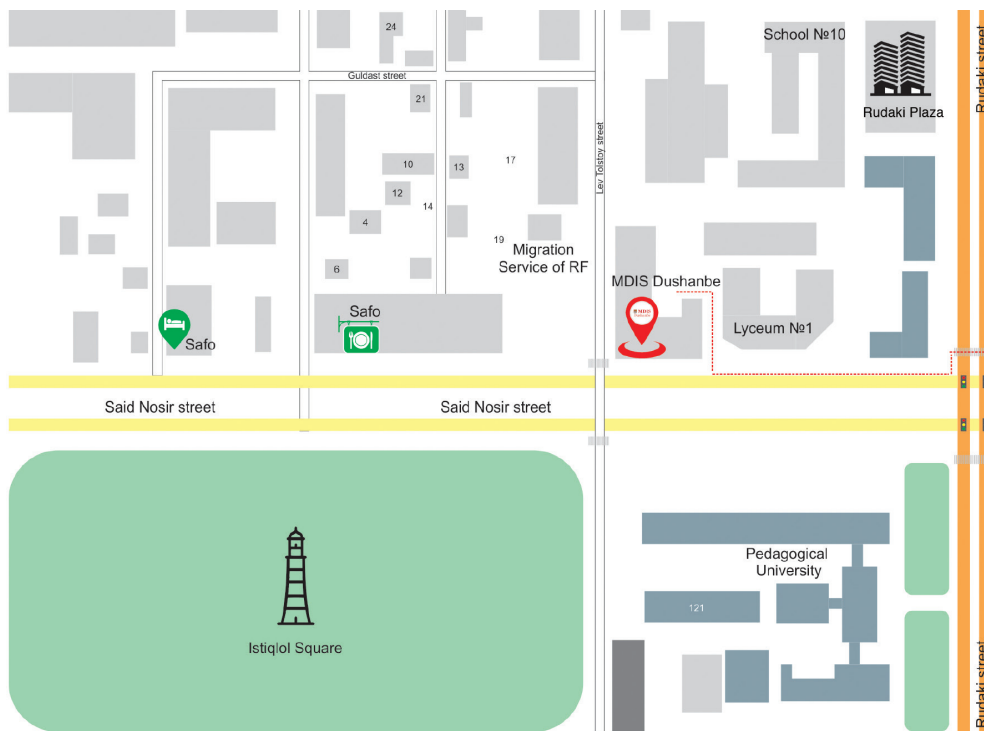 24
School №10
Rudaki street
Guldast street
Rudaki Plaza
21
Lev Tolstoy street
10
13
17
12
14
4
19
Migration
Service of RF
6
MDIS Dushanbe
Safo
MDIS
Lyceum №1
Safo
Said Nosir street
Said Nosir street
Pedagogical
University
121
Istiqlol Square
Rudaki street